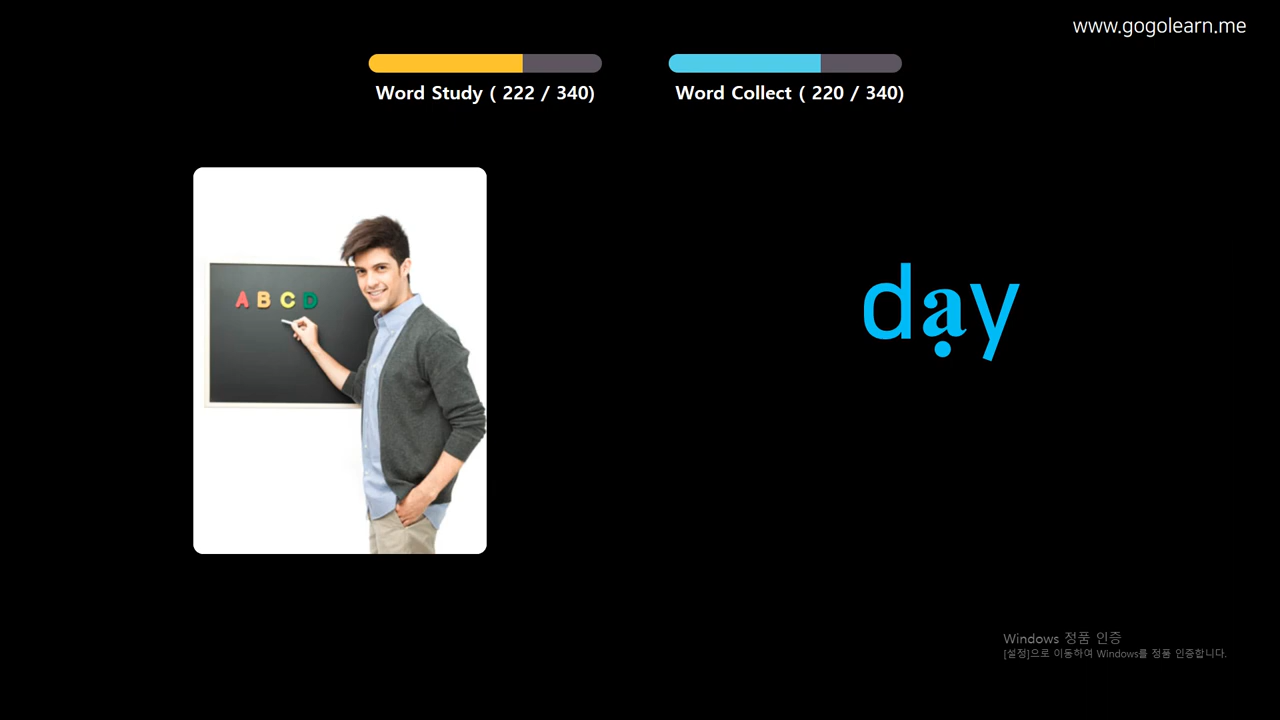 www.gogolearn.me
Word Study ( 222 / 340)
Word Collect ( 220 / 340)
A B C D
dạy
Windows 정품 인증
[설정]으로 이동하여 Windows를 정품 인증합니다.